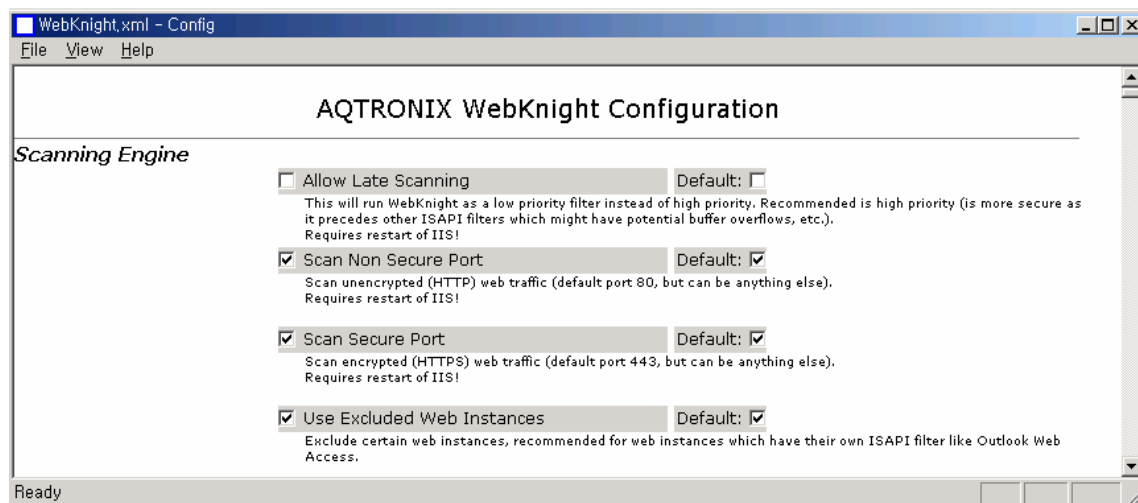 WebKnight,xml - Config
File View Help
AQTRONIX WebKnight Configuration
Scanning Engine
Allow Late Scanning Default:
This will run WebKnight as a low priority filter instead of high priority. Recommended is high priority (is more secure as
it precedes other ISAPI filters which might have potential buffer overflows, etc.).
Requires restart of IIS!
Scan Non Secure Port Default:
Scan unencrypted (HTTP) web traffic (default port 80, but can be anything else).
Requires restart of IIS!
Scan Secure Port Default:
Scan encrypted (HTTPS) web traffic (default port 443, but can be anything else).
Requires restart of IIS!
Use Excluded Web Instances Default:
Exclude certain web instances, recommended for web instances which have their own ISAPI filter like Outlook Web
Access.
Ready